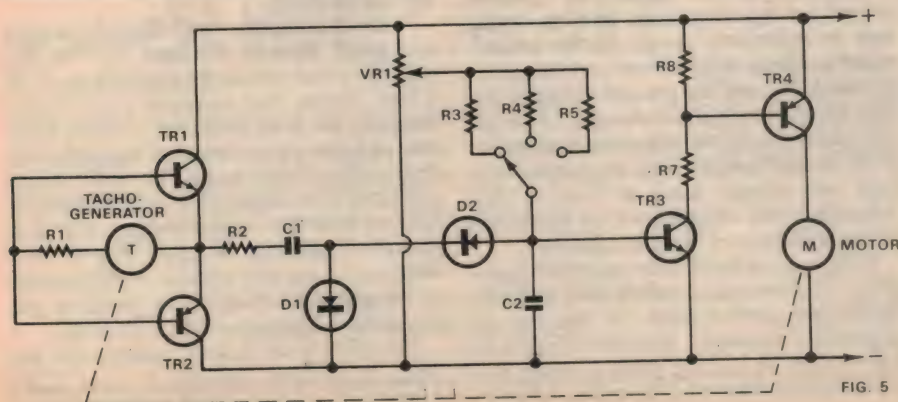 +
VR1
R3
R4
R5
R8
TR4
TR1
TACHO-
GENERATOR
R1
T
R2
C1
D2
R7
TR3
M
MOTOR
D1
C2
TR2
-
FIG. 5